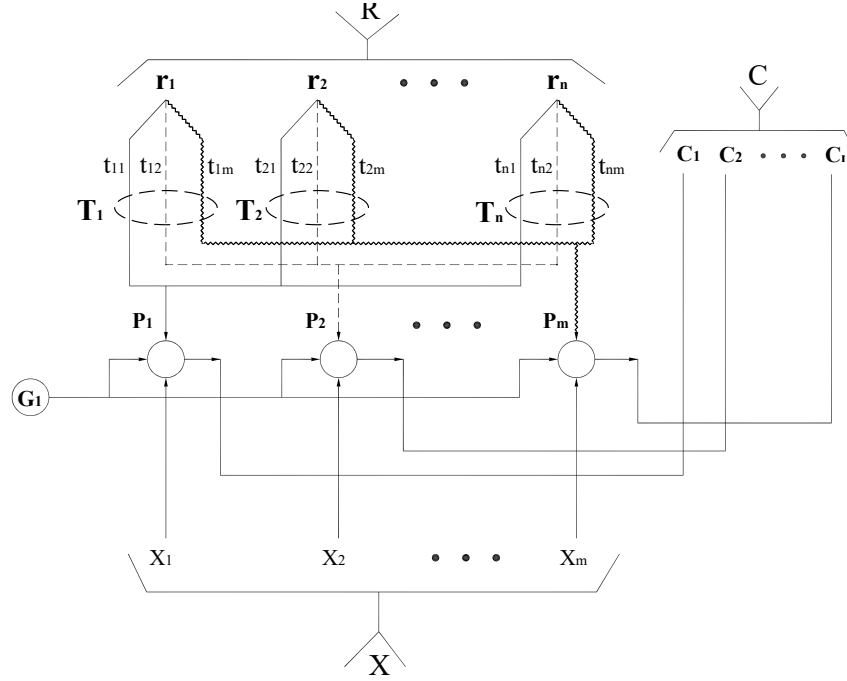 R
r1 r2 • • • rn
C
C1 C2 • • •
t11 t12 t1m t21 t22 t2m tn1 tn2 tnm
T1 T2 Tn
P1 P2 • • • Pm
G1
X1 X2 • • • Xm
X